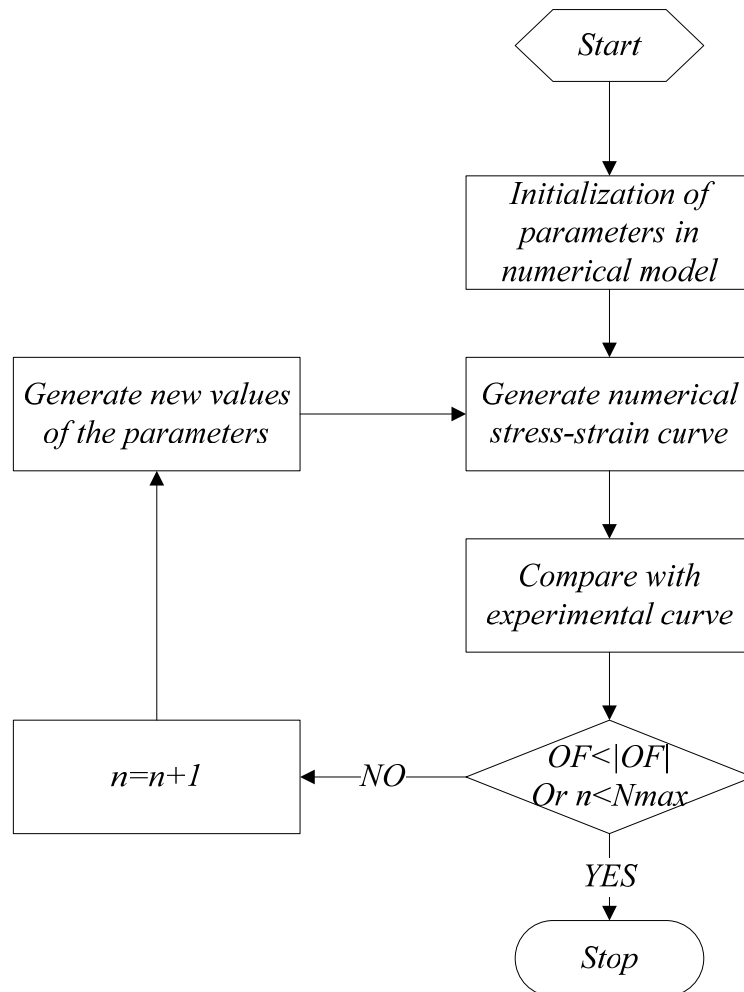 Start
Initialization of
parameters in
numerical model
Generate new values
of the parameters
Generate numerical
stress-strain curve
Compare with
experimental curve
n=n+1
NO
OF<|OF|
Or n<Nmax
YES
Stop